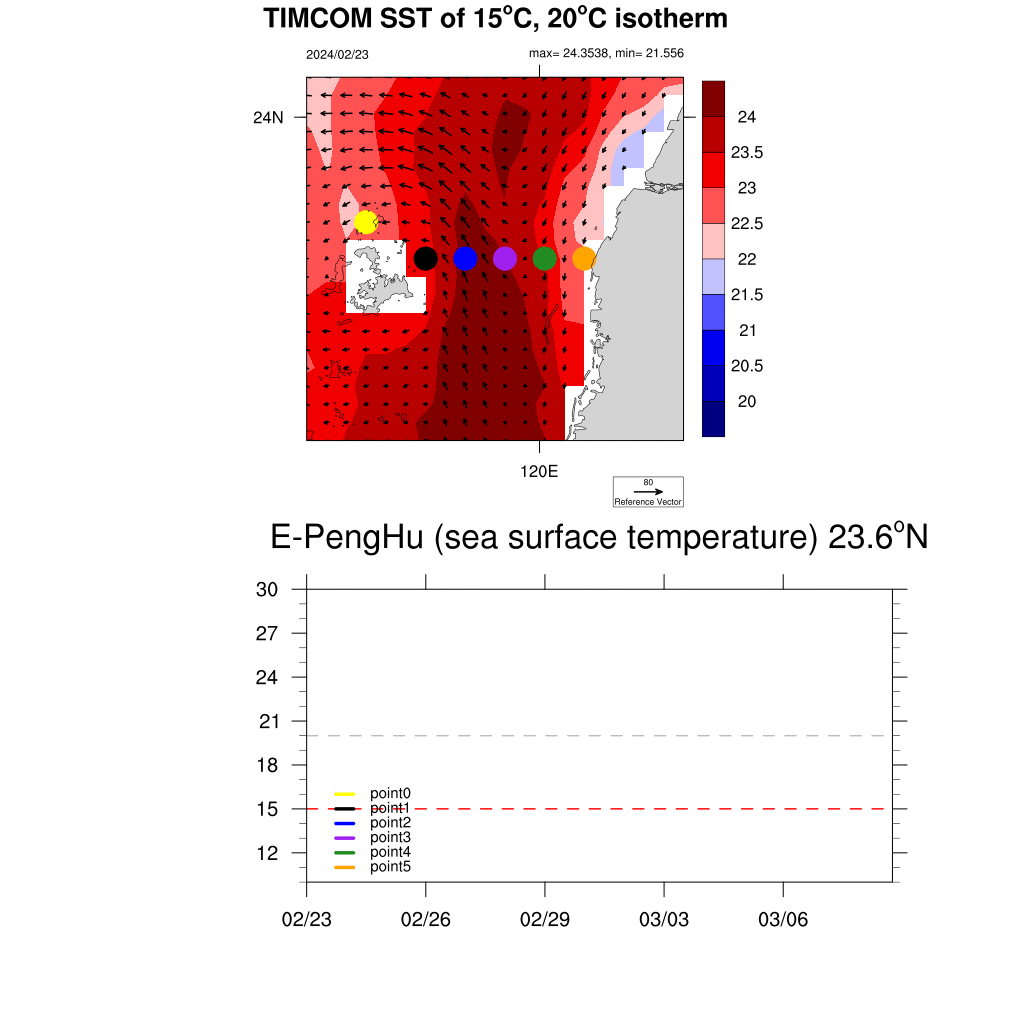 TIMCOM SST of 15°C, 20°C isotherm
2024/02/23
max= 24.3538, min= 21.556
24N
24
23.5
23
22.5
22
21.5
21
20.5
20
120E
80
Reference Vector
E-PengHu (sea surface temperature) 23.6°N
30
27
24
21
18
15
12
point0
point1
point2
point3
point4
point5
02/23
02/26
02/29
03/03
03/06